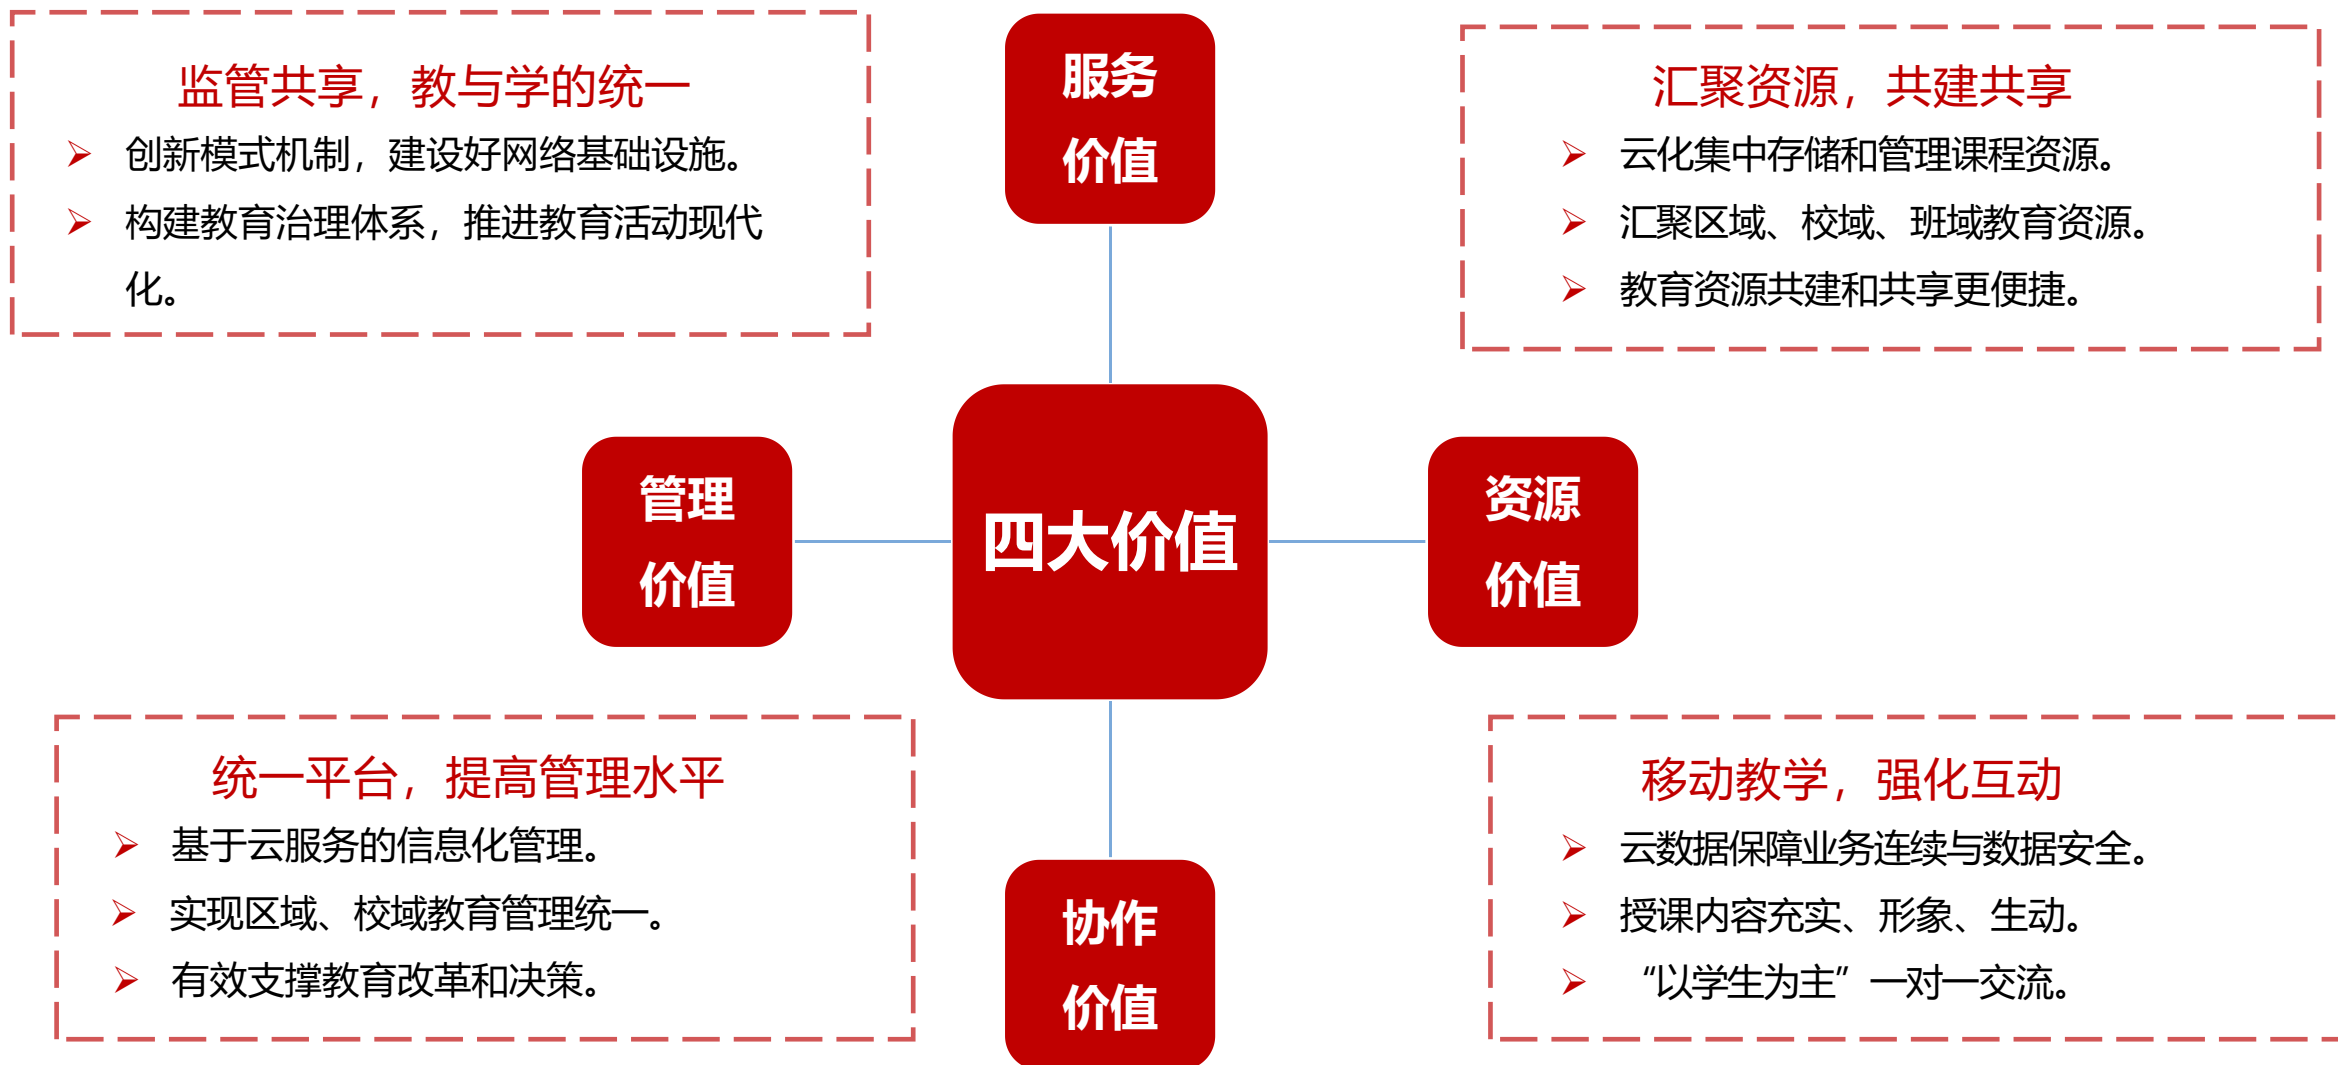 监管共享，教与学的统一
创新模式机制，建设好网络基础设施。
构建教育治理体系，推进教育活动现代
化。
服务
价值
汇聚资源，共建共享
云化集中存储和管理课程资源。
汇聚区域、校域、班域教育资源。
教育资源共建和共享更便捷。
管理
价值
四大价值
资源
价值
统一平台，提高管理水平
基于云服务的信息化管理。
实现区域、校域教育管理统一。
有效支撑教育改革和决策。
协作
价值
移动教学，强化互动
云数据保障业务连续与数据安全。
授课内容充实、形象、生动。
“以学生为主”一对一交流。